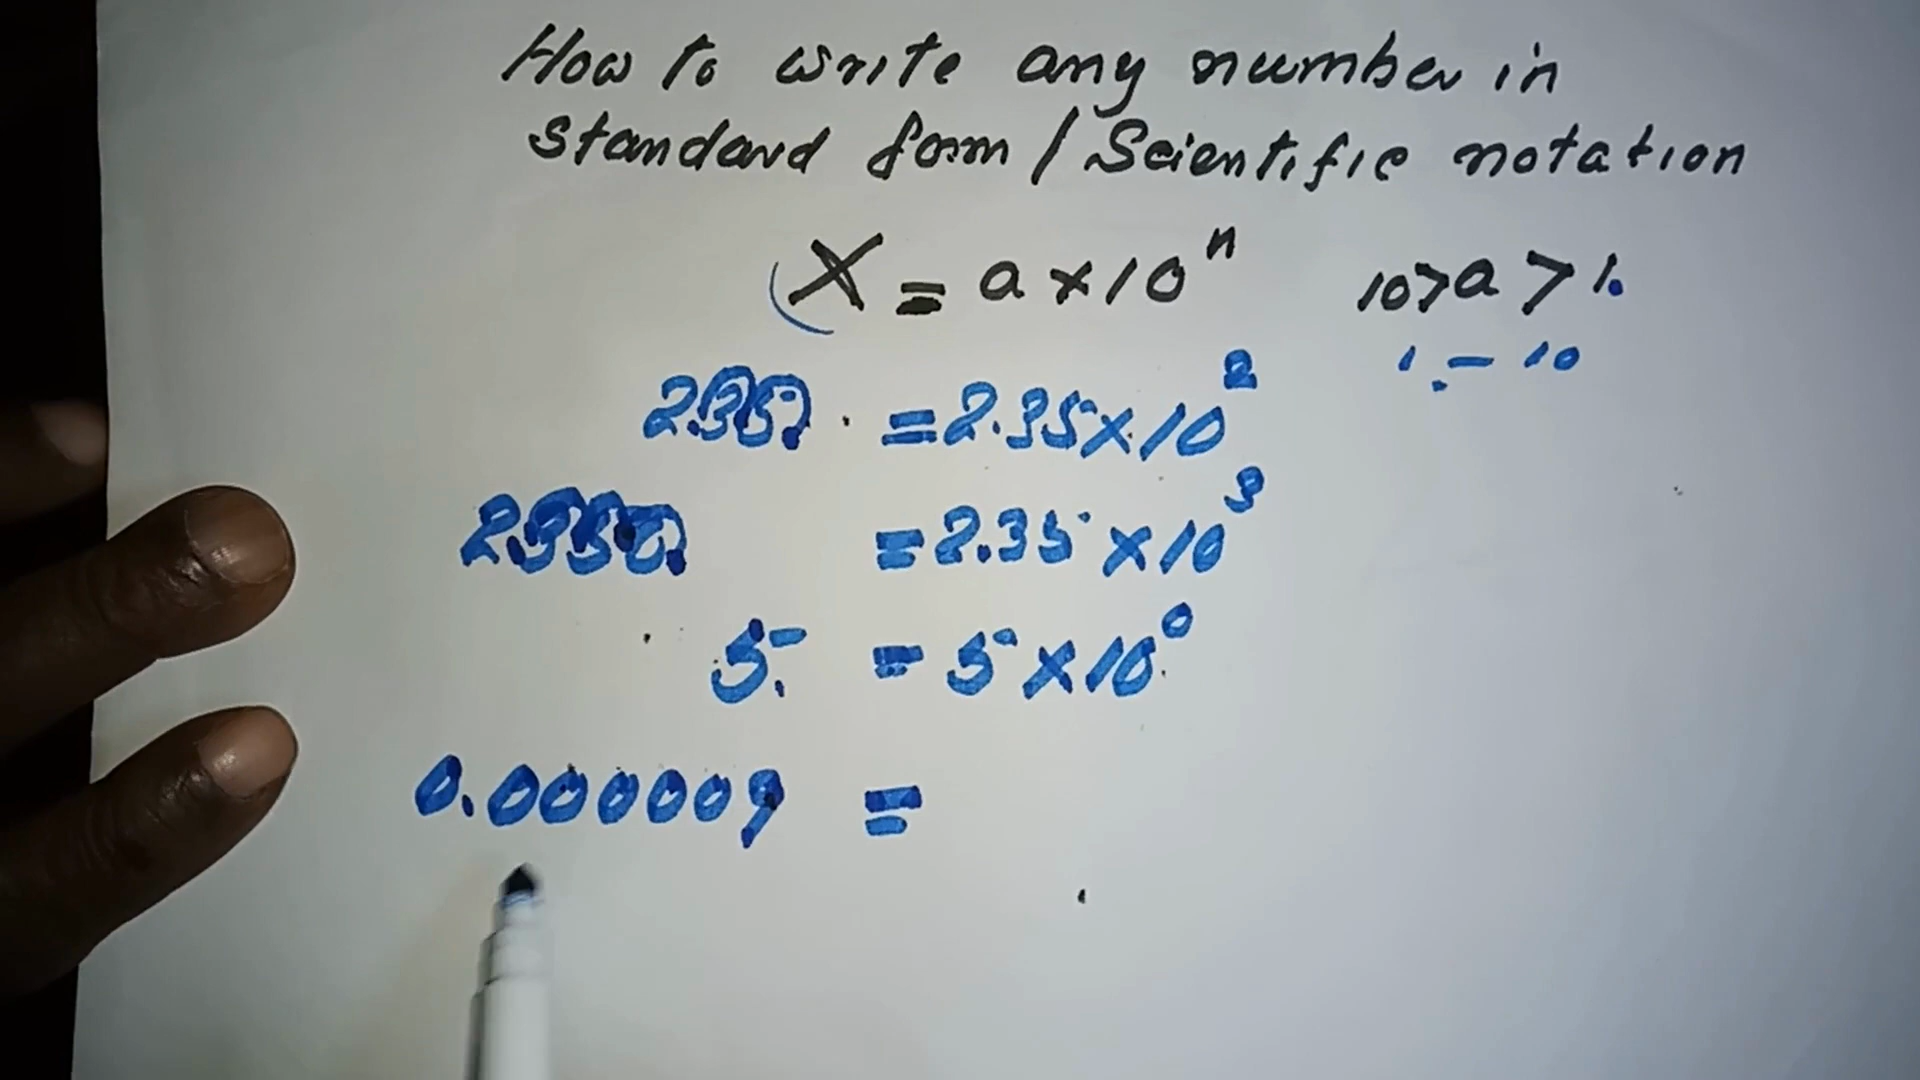 How to write any number in
standard form / Scientific notation
X = a × 10ⁿ 10 > a > 1.
1 - 10
235. = 2.35 × 10²
2350. = 2.35 × 10³
5. = 5 × 10⁰
0.000009 =